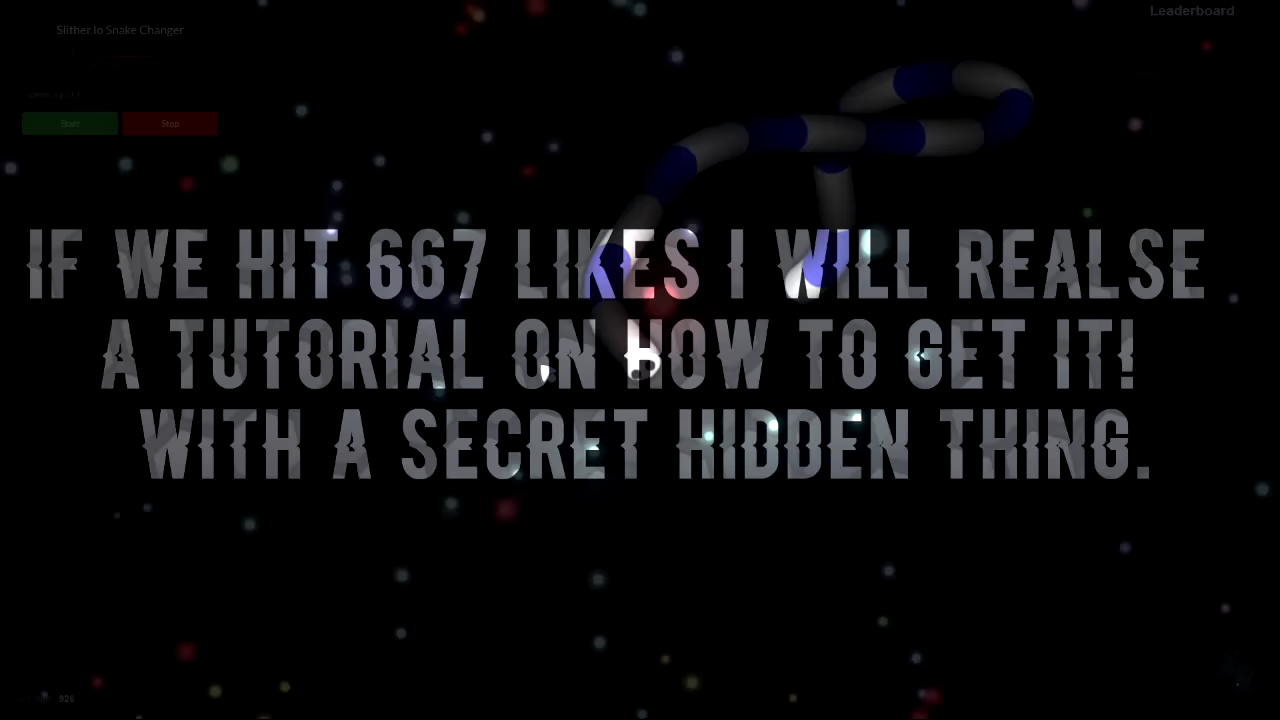 Slither.Io Snake Changer
Leaderboard
Start
Stop
IF WE HIT 667 LIKES I WILL REALSE
A TUTORIAL ON HOW TO GET IT!
WITH A SECRET HIDDEN THING.
926